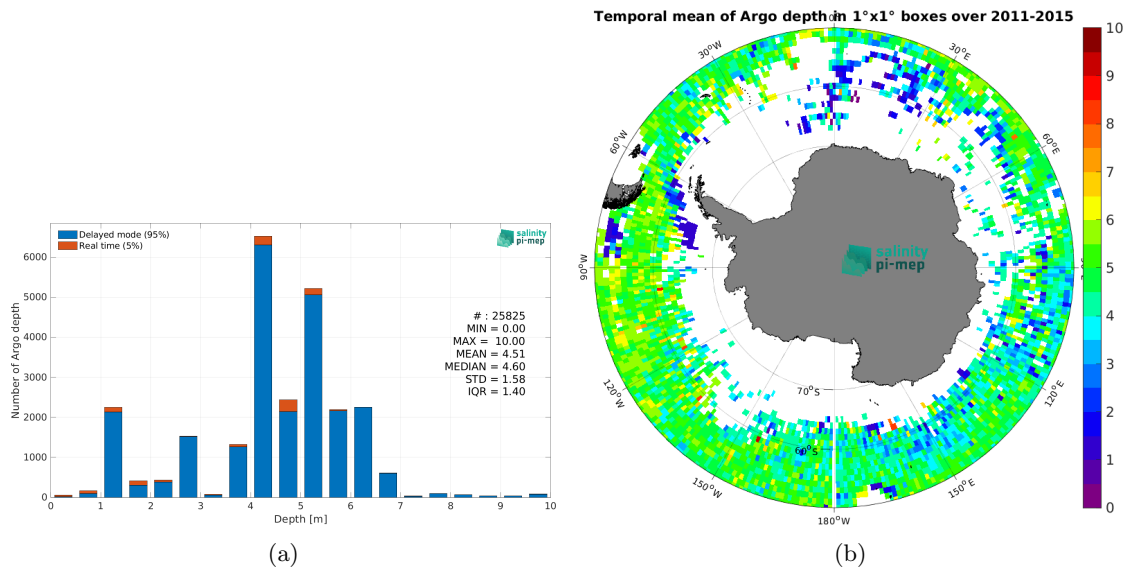 Temporal mean of Argo depth in 1°x1° boxes over 2011-2015
Delayed mode (95%)
Real time (5%)
salinity
pi-mep
Number of Argo depth
6000
5000
4000
3000
2000
1000
0
# : 25825
MIN = 0.00
MAX = 10.00
MEAN = 4.51
MEDIAN = 4.60
STD = 1.58
IQR = 1.40
0 1 2 3 4 5 6 7 8 9 10
Depth [m]
(a)
30°W
30°E
60°W
60°E
90°W
120°W
120°E
150°W
150°E
180°W
70°S
60°S
salinity
pi-mep
10
9
8
7
6
5
4
3
2
1
0
(b)